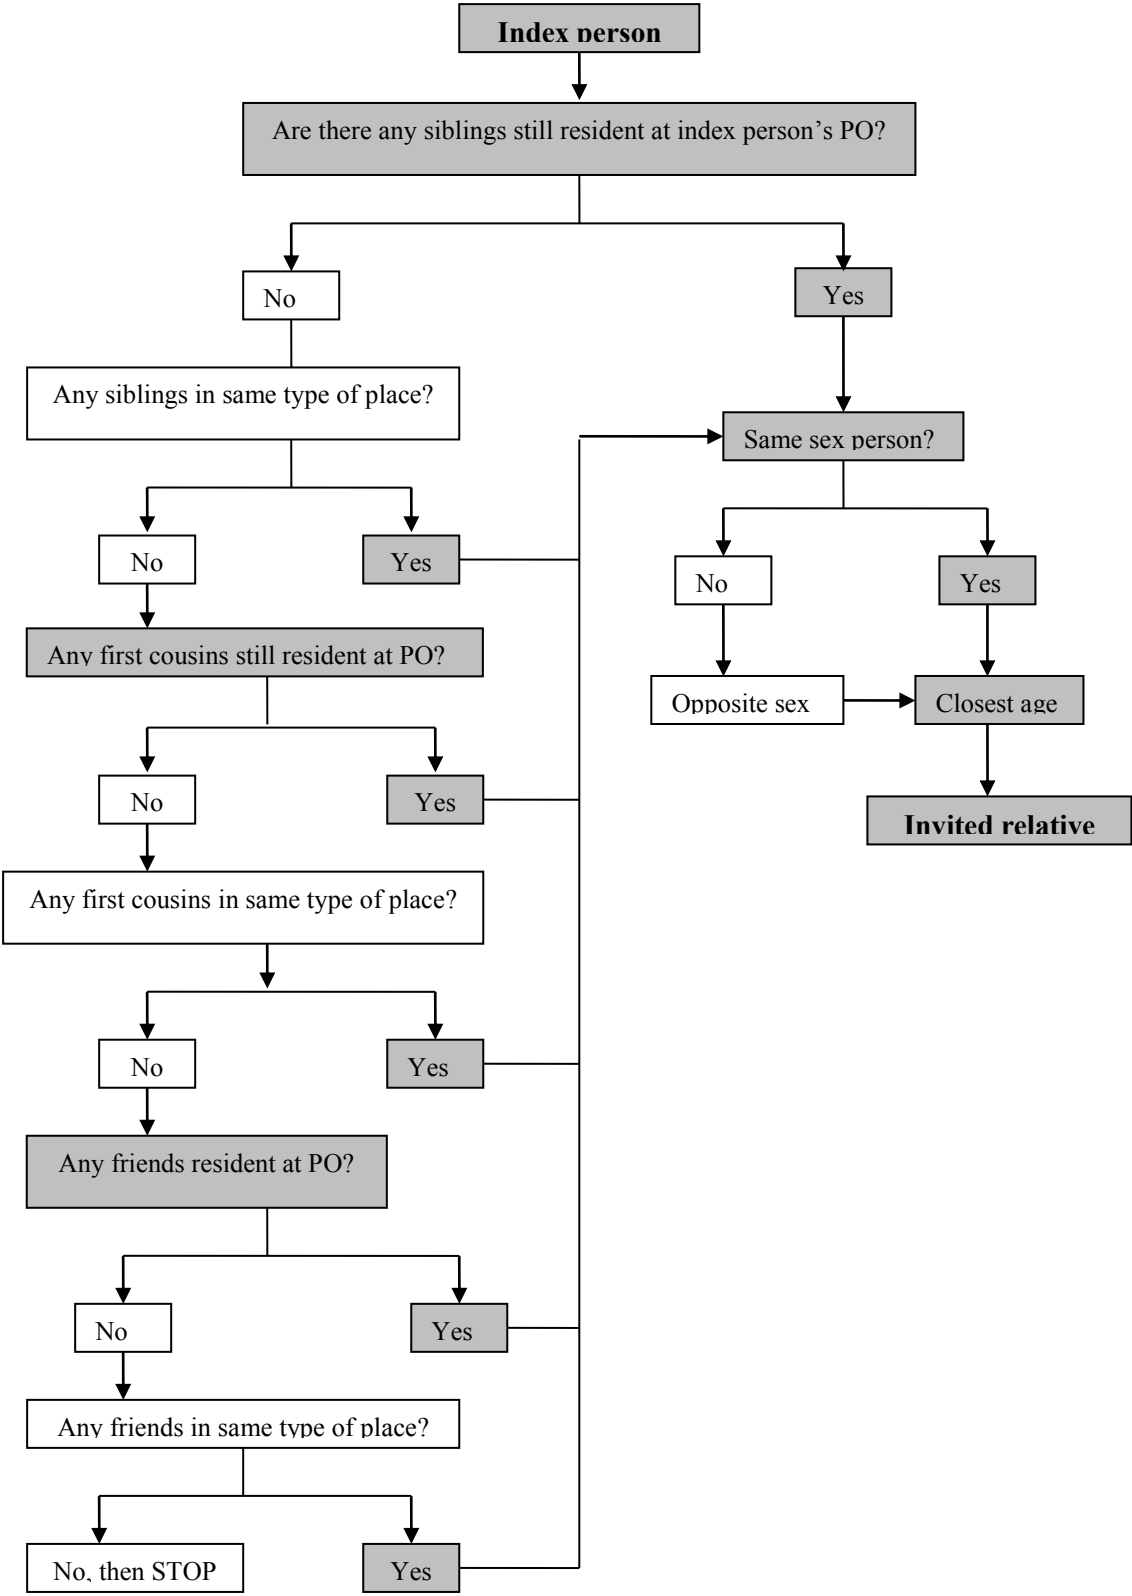 Index person
Are there any siblings still resident at index person’s PO?
No
Yes
Any siblings in same type of place?
Same sex person?
No
Yes
No
Yes
Any first cousins still resident at PO?
Opposite sex
Closest age
No
Yes
Invited relative
Any first cousins in same type of place?
No
Yes
Any friends resident at PO?
No
Yes
Any friends in same type of place?
No, then STOP
Yes